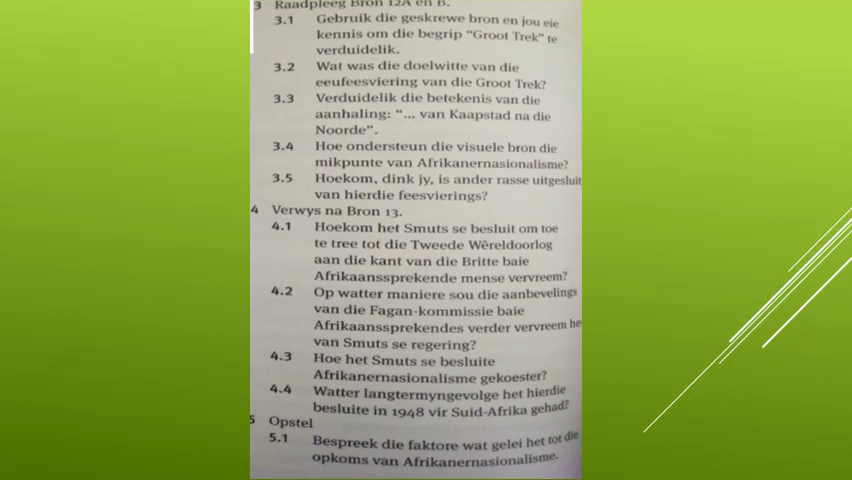 3 Raadpleeg Bron 12A en B.
3.1 Gebruik die geskrewe bron en jou eie
kennis om die begrip "Groot Trek" te
verduidelik.
3.2 Wat was die doelwitte van die
eeufeesviering van die Groot Trek?
3.3 Verduidelik die betekenis van die
aanhaling: "... van Kaapstad na die
Noorde".
3.4 Hoe ondersteun die visuele bron die
mikpunte van Afrikanernasionalisme?
3.5 Hoekom, dink jy, is ander rasse uitgesluit
van hierdie feesvierings?
4 Verwys na Bron 13.
4.1 Hoekom het Smuts se besluit om toe
te tree tot die Tweede Wêreldoorlog
aan die kant van die Britte baie
Afrikaanssprekende mense vervreem?
4.2 Op watter maniere sou die aanbevelings
van die Fagan-kommissie baie
Afrikaanssprekendes verder vervreem he
van Smuts se regering?
4.3 Hoe het Smuts se besluite
Afrikanernasionalisme gekoester?
4.4 Watter langtermyngevolge het hierdie
besluite in 1948 vir Suid-Afrika gehad?
5 Opstel
5.1 Bespreek die faktore wat gelei het tot die
opkoms van Afrikanernasionalisme.